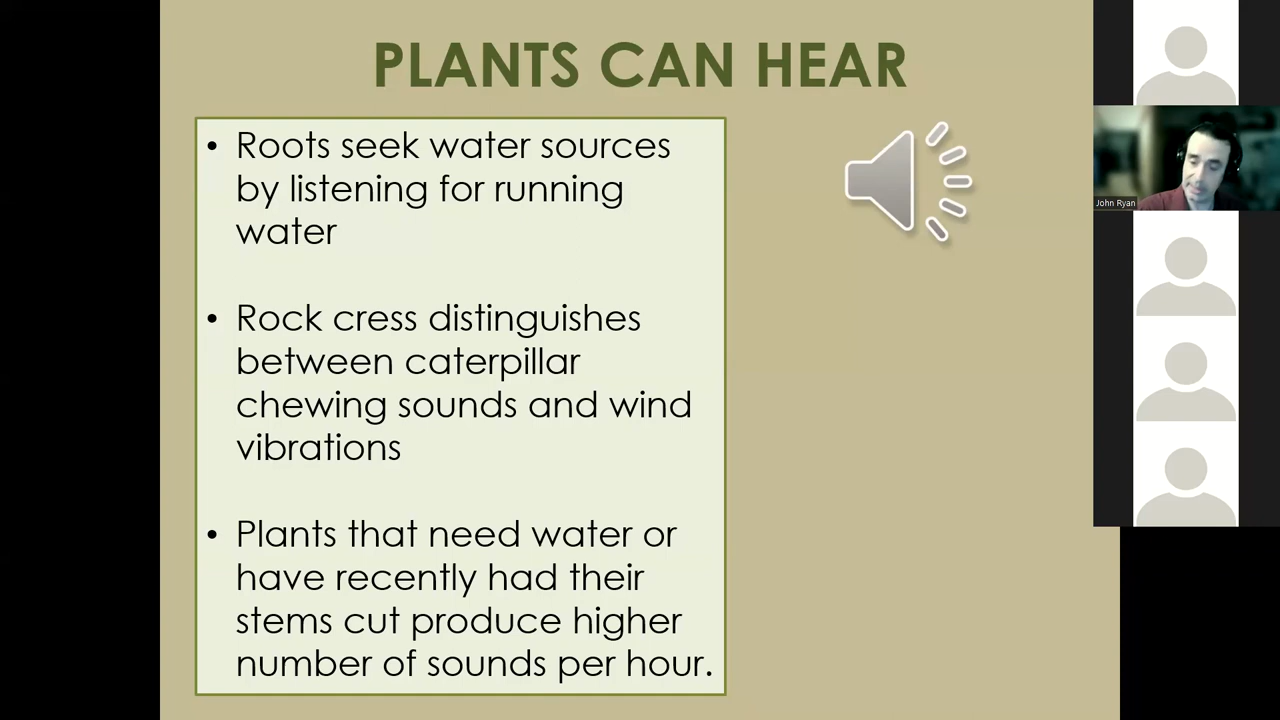 PLANTS CAN HEAR
• Roots seek water sources
by listening for running
water
• Rock cress distinguishes
between caterpillar
chewing sounds and wind
vibrations
• Plants that need water or
have recently had their
stems cut produce higher
number of sounds per hour.
John Ryan